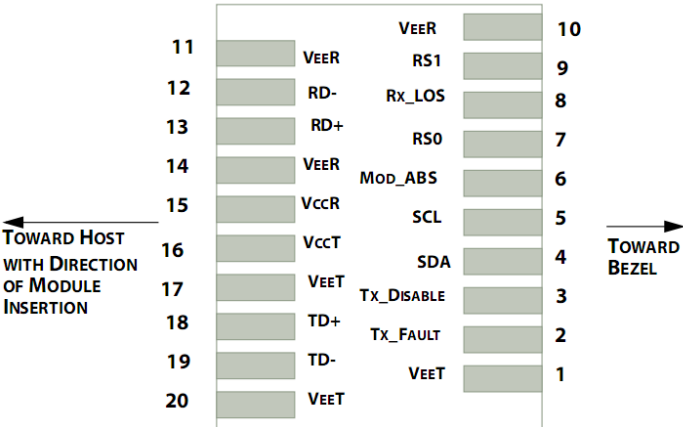 11 VEER
12 RD-
13 RD+
14 VEER
15 VCCR
16 VCCT
17 VEET
18 TD+
19 TD-
20 VEET
VEER 10
RS1 9
RX_LOS 8
RS0 7
MOD_ABS 6
SCL 5
SDA 4
TX_DISABLE 3
TX_FAULT 2
VEET 1
TOWARD HOST
WITH DIRECTION
OF MODULE
INSERTION
TOWARD
BEZEL